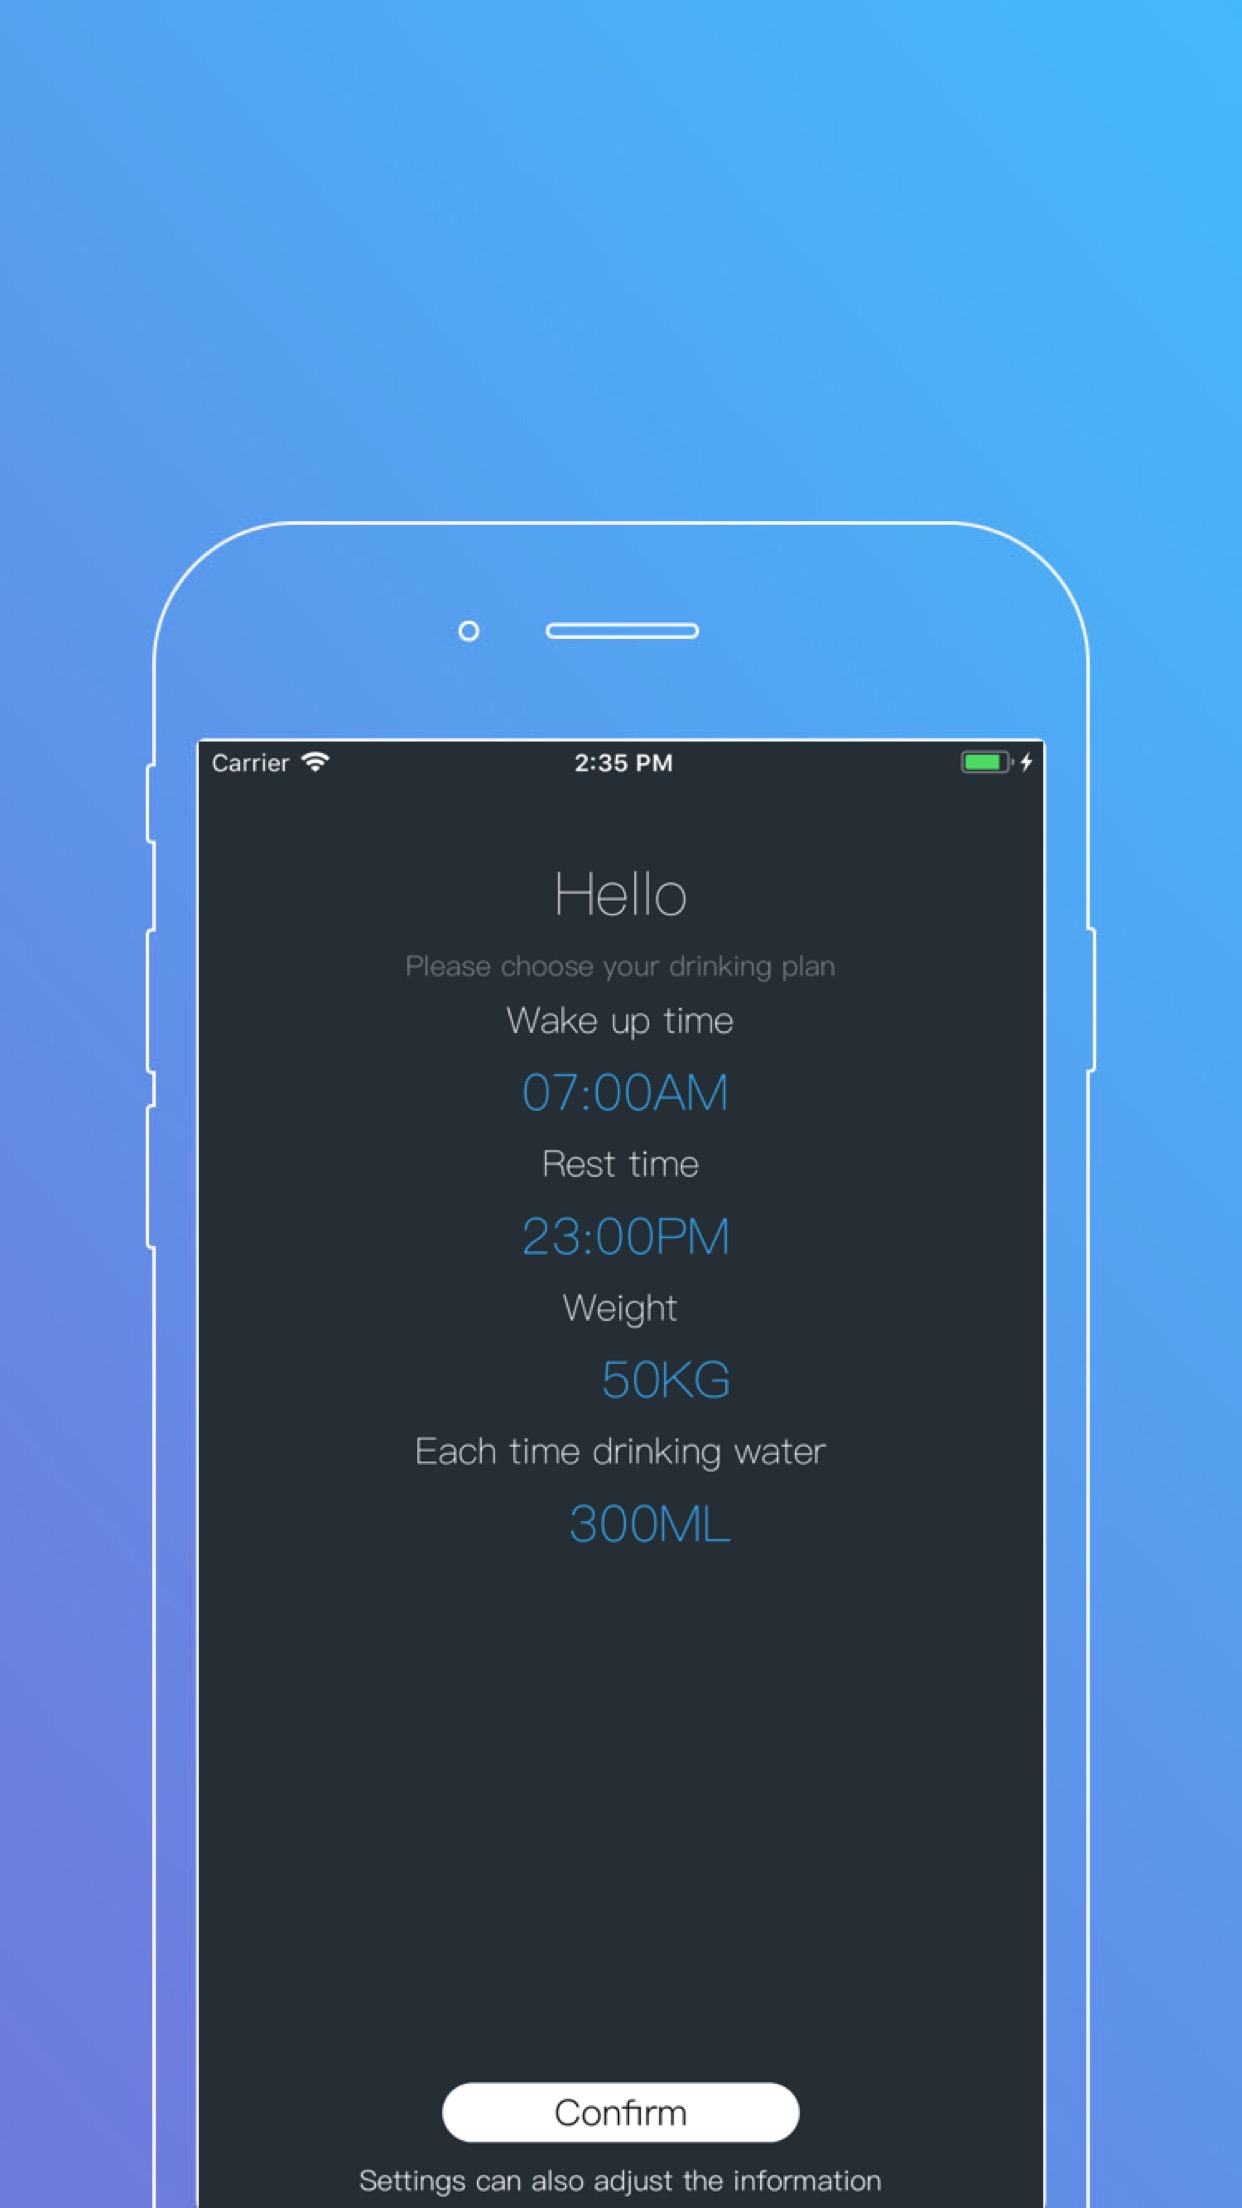 Carrier 2:35 PM
Hello
Please choose your drinking plan
Wake up time
07:00AM
Rest time
23:00PM
Weight
50KG
Each time drinking water
300ML
Confirm
Settings can also adjust the information